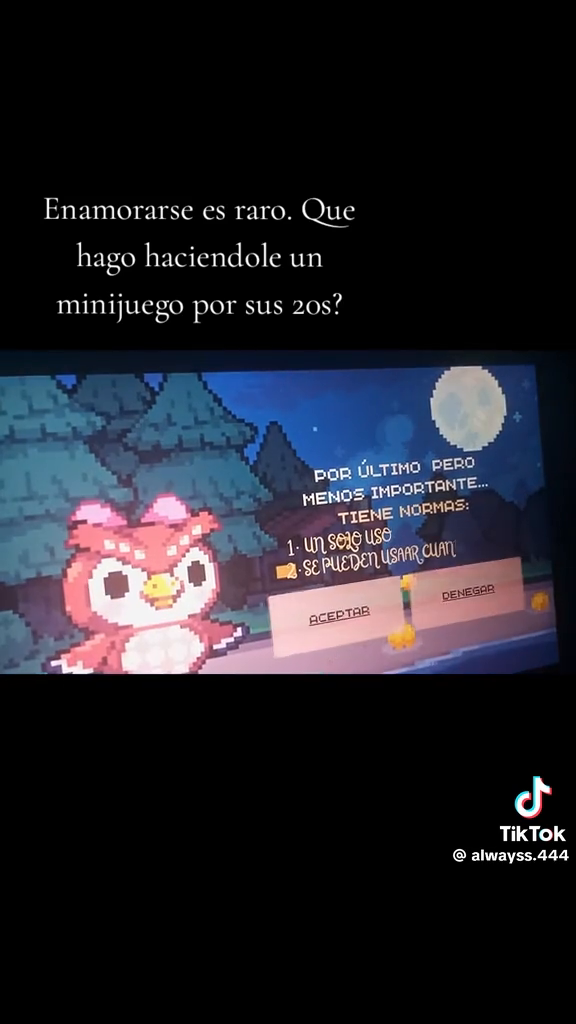 Enamorarse es raro. Que
hago haciendole un
minijuego por sus 20s?
POR ÚLTIMO PERO
MENOS IMPORTANTE...
TIENE NORMAS:
1. UN SOLO USO
2. SE PUEDEN USAAR CUAN
ACEPTAR
DENEGAR
TikTok
@ alwayss.444